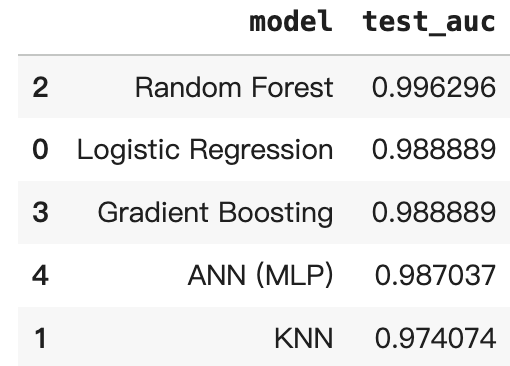 model test_auc
2 Random Forest 0.996296
0 Logistic Regression 0.988889
3 Gradient Boosting 0.988889
4 ANN (MLP) 0.987037
1 KNN 0.974074